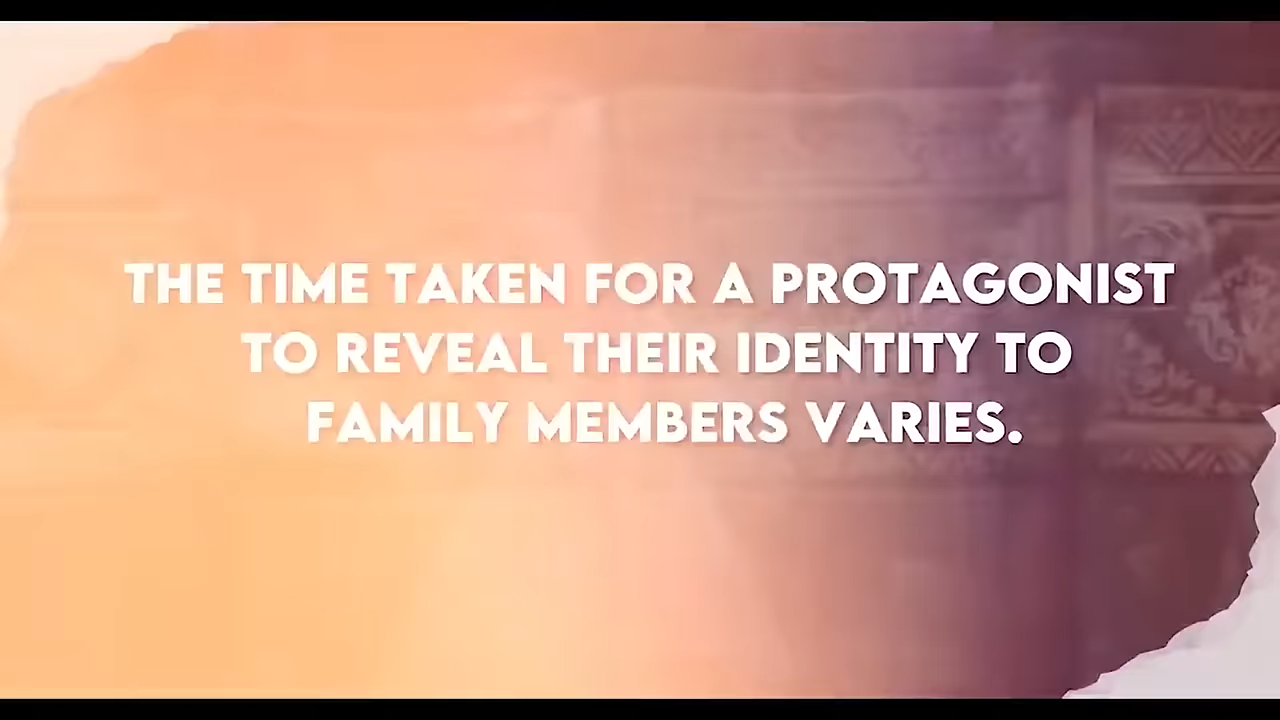 THE TIME TAKEN FOR A PROTAGONIST
TO REVEAL THEIR IDENTITY TO
FAMILY MEMBERS VARIES.